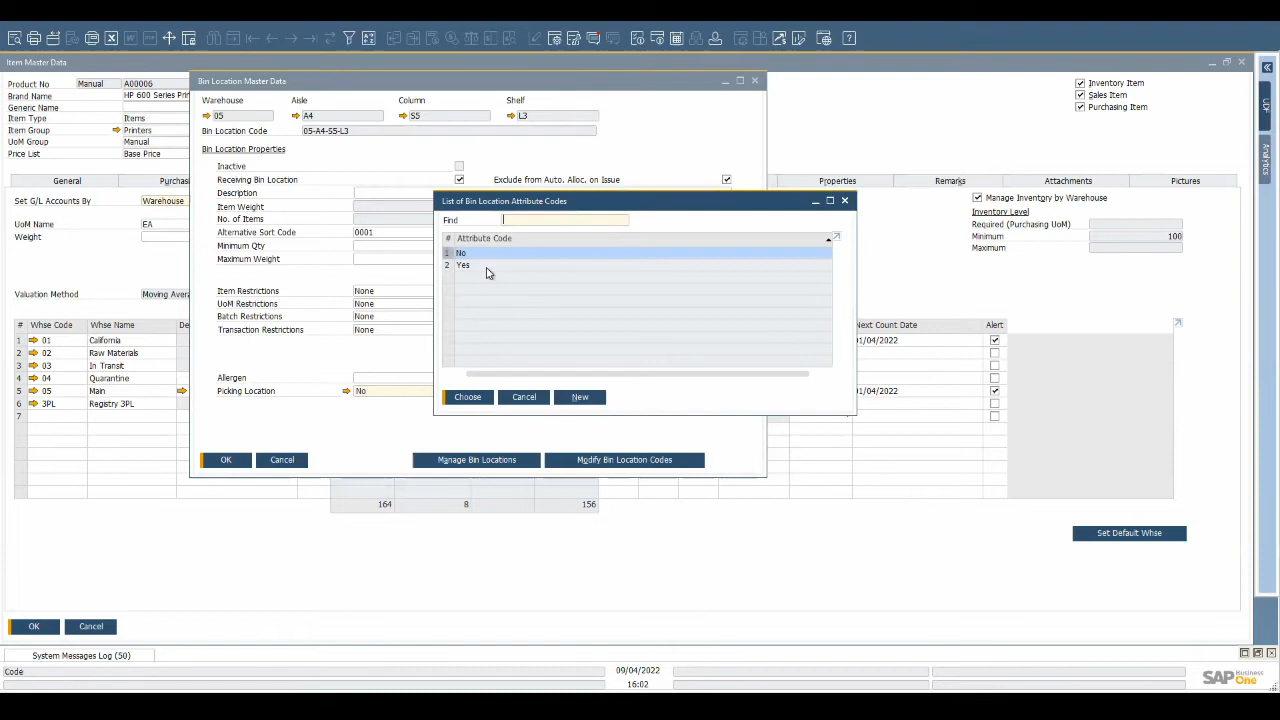 Item Master Data
Product No Manual A00006
Brand Name HP 600 Series Prin
Generic Name
Item Type Items
Item Group Printers
UoM Group Manual
Price List Base Price
Inventory Item
Sales Item
Purchasing Item
General Purchas Properties Remarks Attachments Pictures
Set G/L Accounts By Warehouse
UoM Name EA
Weight
Valuation Method Moving Avera
Manage Inventory by Warehouse
Inventory Level
Required (Purchasing UoM)
Minimum 100
Maximum
# Whse Code Whse Name De Next Count Date Alert
1 01 California 01/04/2022
2 02 Raw Materials
3 03 In Transit
4 04 Quarantine
5 05 Main 01/04/2022
6 3PL Registry 3PL
7
164 8 156
Set Default Whse
OK Cancel
Bin Location Master Data
Warehouse Aisle Column Shelf
05 A4 S5 L3
Bin Location Code 05-A4-S5-L3
Bin Location Properties
Inactive
Receiving Bin Location Exclude from Auto. Alloc. on Issue
Description
Item Weight
No. of Items
Alternative Sort Code 0001
Minimum Qty
Maximum Weight
Item Restrictions None
UoM Restrictions None
Batch Restrictions None
Transaction Restrictions None
Allergen
Picking Location No
OK Cancel Manage Bin Locations Modify Bin Location Codes
List of Bin Location Attribute Codes
Find
# Attribute Code
1 No
2 Yes
Choose Cancel New
UDF
Analytics
System Messages Log (50)
Code 09/04/2022
16:02
SAP Business One